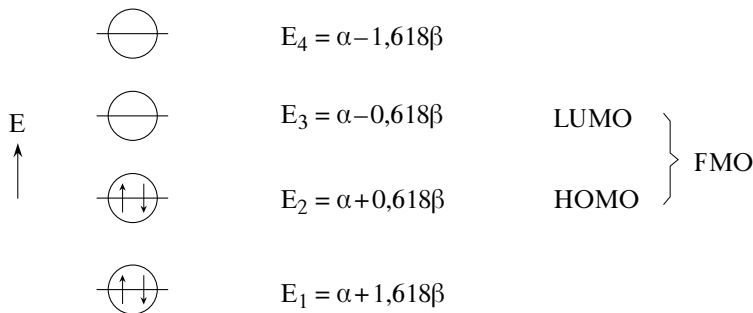 E₄ = α−1,618β
E₃ = α−0,618β LUMO
E
FMO
E₂ = α+0,618β HOMO
E₁ = α+1,618β